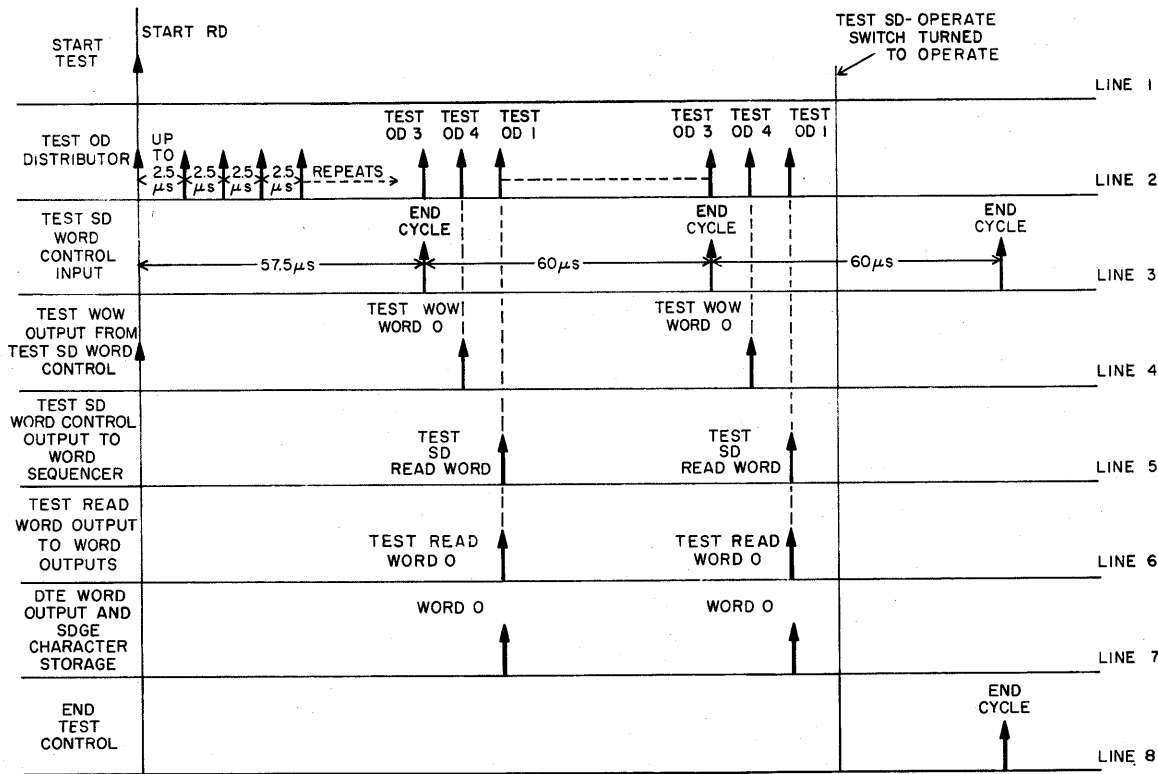 START
TEST
START RD
TEST SD-OPERATE
SWITCH TURNED
TO OPERATE
LINE 1
TEST OD
DISTRIBUTOR
UP
TO
2.5
μs
2.5
μs
2.5
μs
2.5
μs
REPEATS
TEST
OD 3
TEST
OD 4
TEST
OD 1
TEST
OD 3
TEST
OD 4
TEST
OD 1
LINE 2
TEST SD
WORD
CONTROL
INPUT
57.5μs
END
CYCLE
60μs
END
CYCLE
60μs
END
CYCLE
LINE 3
TEST WOW
OUTPUT FROM
TEST SD WORD
CONTROL
TEST WOW
WORD 0
TEST WOW
WORD 0
LINE 4
TEST SD
WORD CONTROL
OUTPUT TO
WORD
SEQUENCER
TEST
SD
READ WORD
TEST
SD
READ WORD
LINE 5
TEST READ
WORD OUTPUT
TO WORD
OUTPUTS
TEST READ
WORD 0
TEST READ
WORD 0
LINE 6
DTE WORD
OUTPUT AND
SDGE
CHARACTER
STORAGE
WORD 0
WORD 0
LINE 7
END
TEST
CONTROL
END
CYCLE
LINE 8